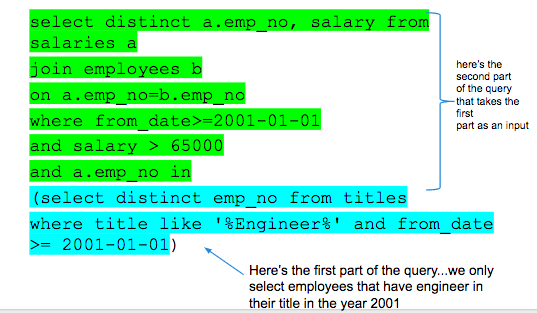 select distinct a.emp_no, salary from
salaries a
join employees b
on a.emp_no=b.emp_no
where from_date>=2001-01-01
and salary > 65000
and a.emp_no in
(select distinct emp_no from titles
where title like '%Engineer%' and from_date
>= 2001-01-01)
here's the
second part
of the query
that takes the
first
part as an input
Here's the first part of the query...we only
select employees that have engineer in
their title in the year 2001